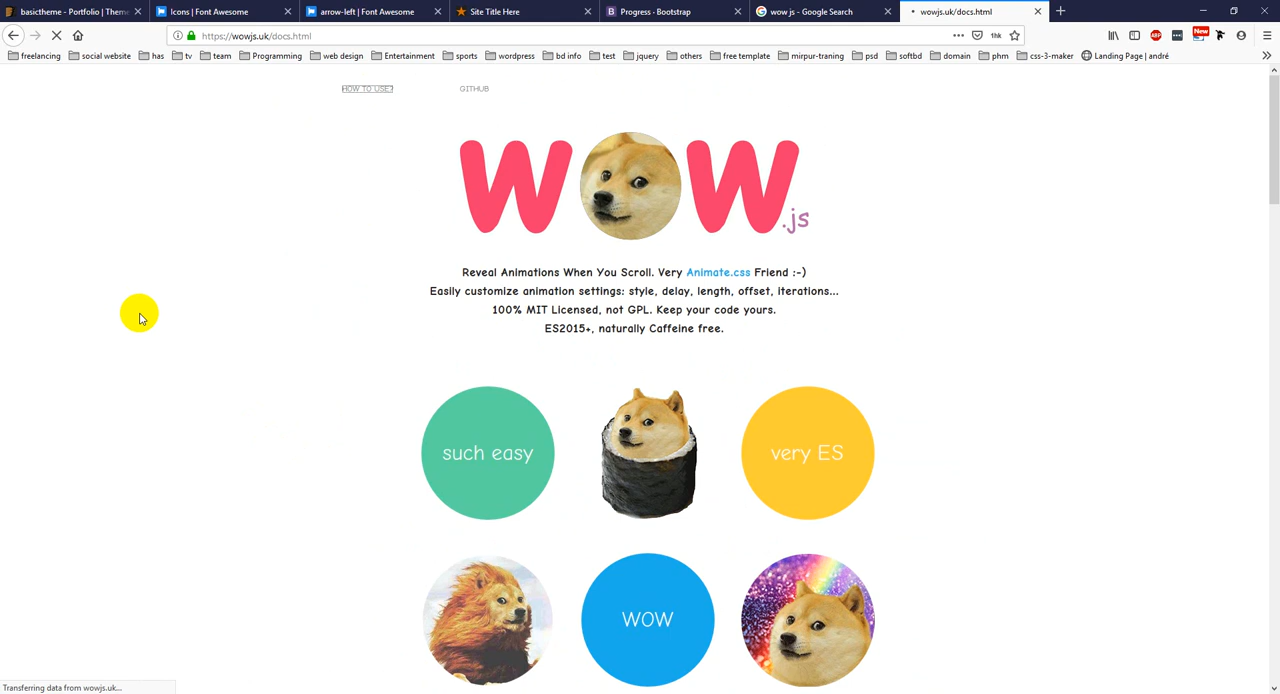 basictheme - Portfolio | Theme
Icons | Font Awesome
arrow-left | Font Awesome
Site Title Here
Progress · Bootstrap
wow js - Google Search
wowjs.uk/docs.html
https://wowjs.uk/docs.html
New
ABP
freelancing
social website
has
tv
team
Programming
web design
Entertainment
sports
wordpress
bd info
test
jquery
others
free template
mirpur-traning
psd
softbd
domain
phm
css-3-maker
Landing Page | andré
HOW TO USE?
GITHUB
WOW.js
Reveal Animations When You Scroll. Very Animate.css Friend :-)
Easily customize animation settings: style, delay, length, offset, iterations...
100% MIT Licensed, not GPL. Keep your code yours.
ES2015+, naturally Caffeine free.
such easy
very ES
WOW
Transferring data from wowjs.uk...